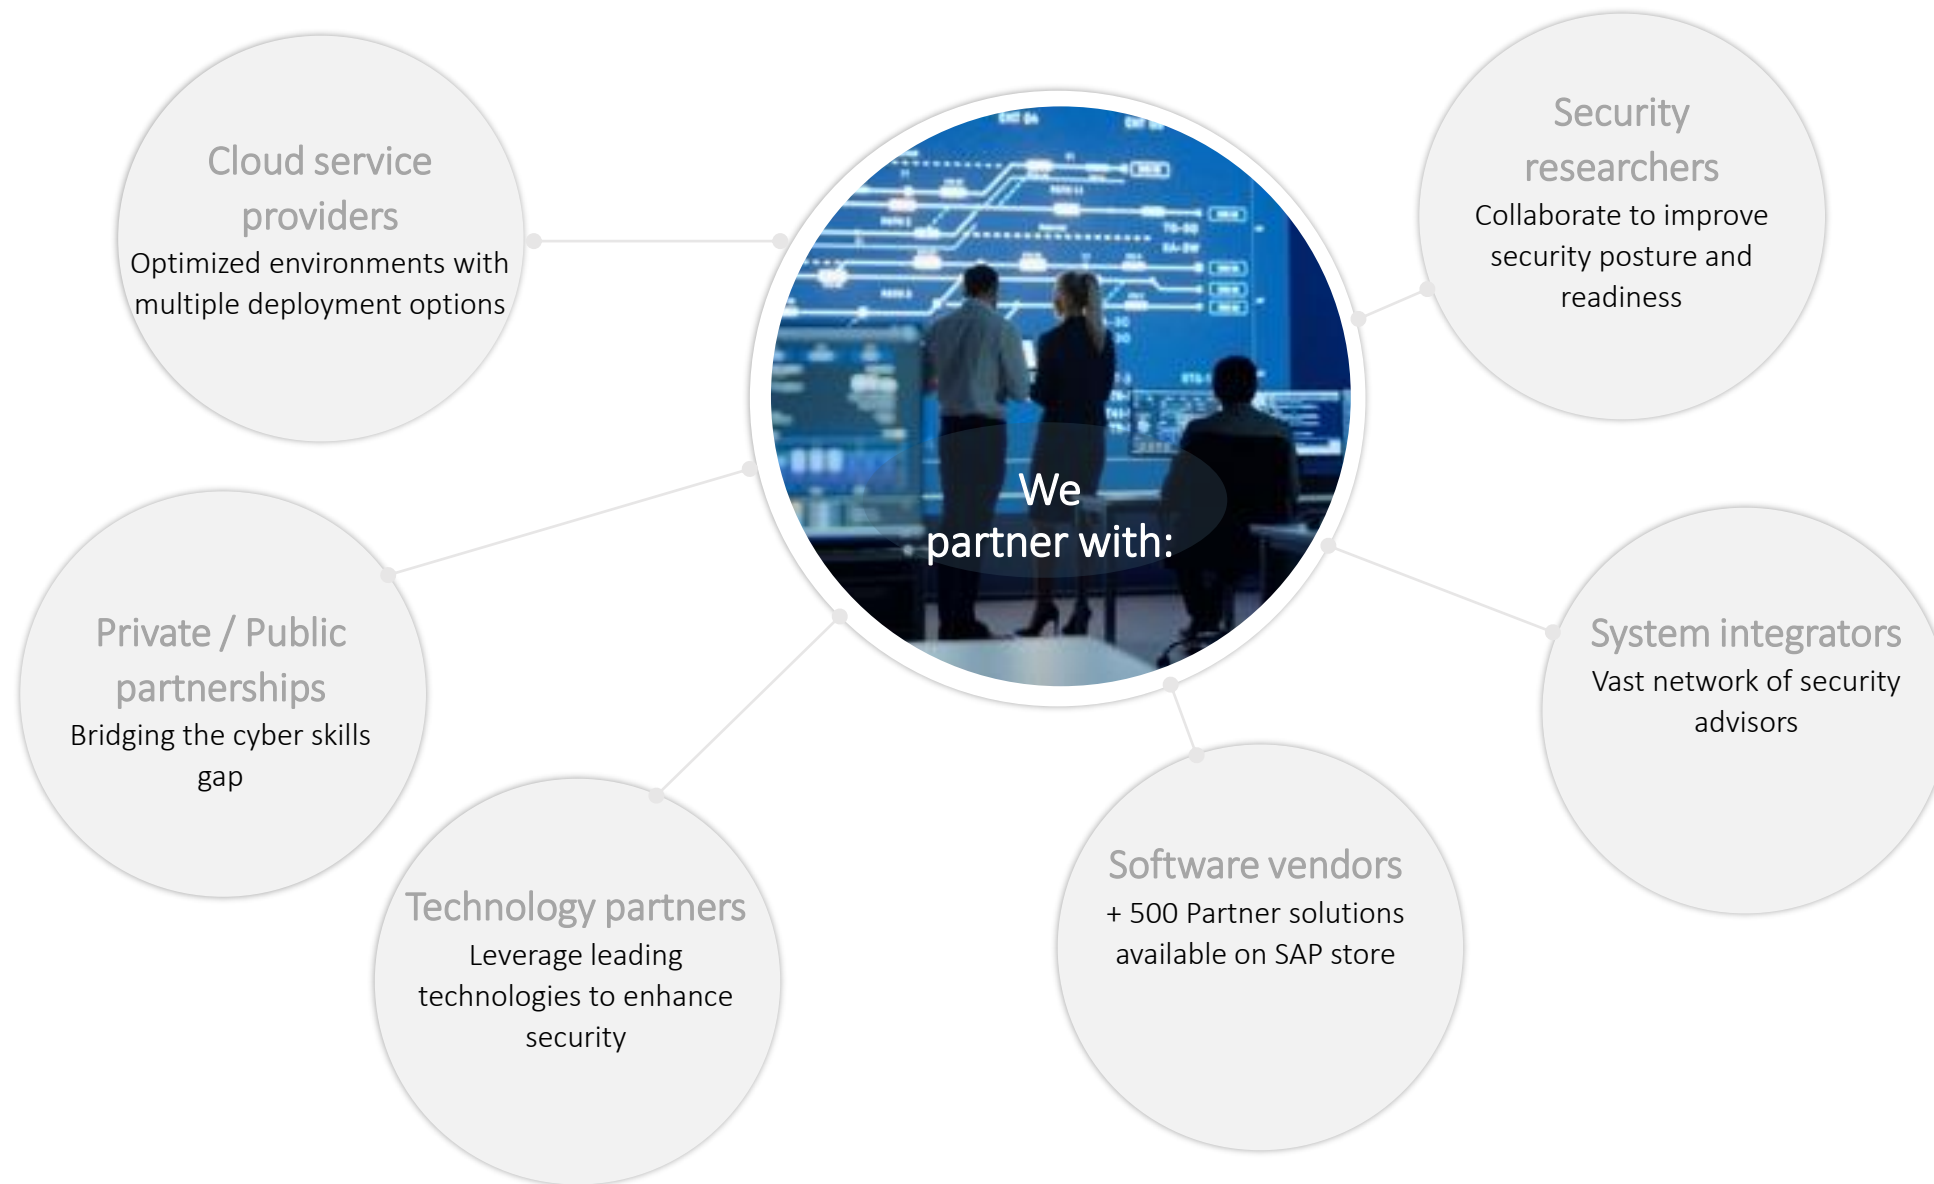 Cloud service
providers
Optimized environments with
multiple deployment options
Security
researchers
Collaborate to improve
security posture and
readiness
We
partner with:
Private / Public
partnerships
Bridging the cyber skills
gap
System integrators
Vast network of security
advisors
Technology partners
Leverage leading
technologies to enhance
security
Software vendors
+ 500 Partner solutions
available on SAP store